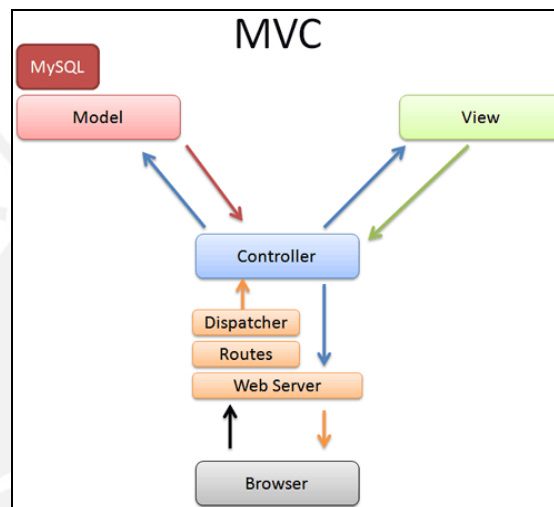 MVC
MySQL
Model
View
Controller
Dispatcher
Routes
Web Server
Browser